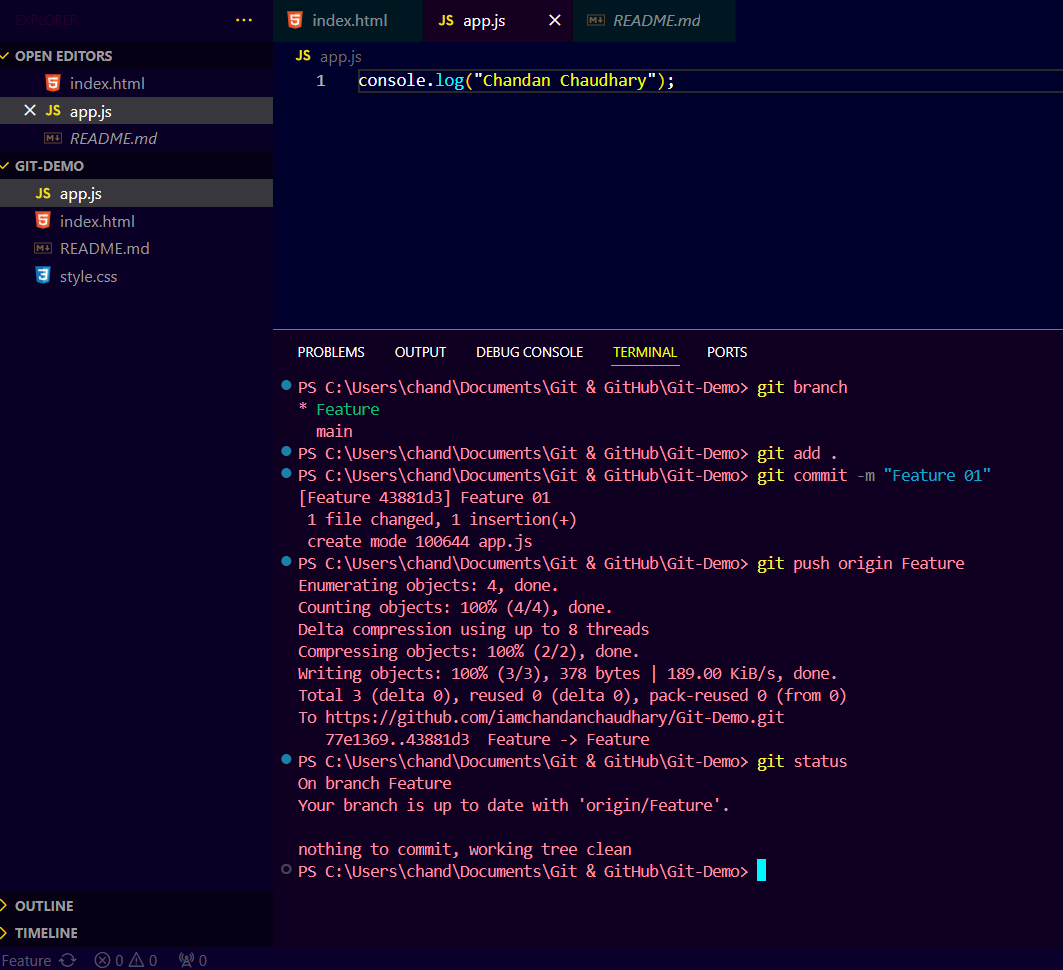 EXPLORER ...
OPEN EDITORS
index.html
JS app.js
README.md
GIT-DEMO
JS app.js
index.html
README.md
style.css
OUTLINE
TIMELINE
index.html JS app.js README.md
JS app.js
1 console.log("Chandan Chaudhary");
PROBLEMS OUTPUT DEBUG CONSOLE TERMINAL PORTS
PS C:\Users\chand\Documents\Git & GitHub\Git-Demo> git branch
* Feature
main
PS C:\Users\chand\Documents\Git & GitHub\Git-Demo> git add .
PS C:\Users\chand\Documents\Git & GitHub\Git-Demo> git commit -m "Feature 01"
[Feature 43881d3] Feature 01
1 file changed, 1 insertion(+)
create mode 100644 app.js
PS C:\Users\chand\Documents\Git & GitHub\Git-Demo> git push origin Feature
Enumerating objects: 4, done.
Counting objects: 100% (4/4), done.
Delta compression using up to 8 threads
Compressing objects: 100% (2/2), done.
Writing objects: 100% (3/3), 378 bytes | 189.00 KiB/s, done.
Total 3 (delta 0), reused 0 (delta 0), pack-reused 0 (from 0)
To https://github.com/iamchandanchaudhary/Git-Demo.git
77e1369..43881d3 Feature -> Feature
PS C:\Users\chand\Documents\Git & GitHub\Git-Demo> git status
On branch Feature
Your branch is up to date with 'origin/Feature'.
nothing to commit, working tree clean
PS C:\Users\chand\Documents\Git & GitHub\Git-Demo>
Feature 0 0 0